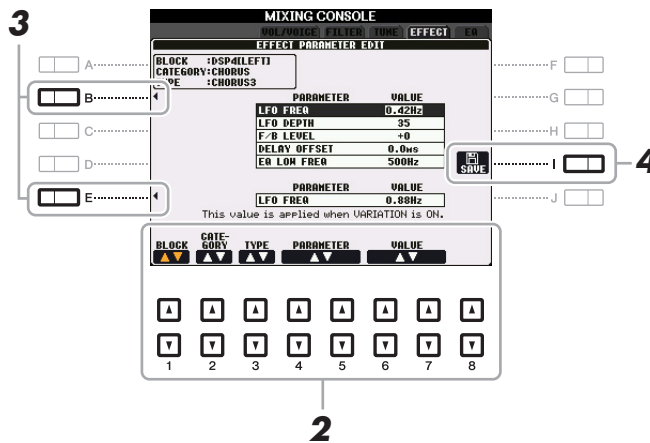 MIXING CONSOLE
VOL/VOICE FILTER TUNE EFFECT EQ
EFFECT PARAMETER EDIT
BLOCK :DSP4[LEFT]
CATEGORY:CHORUS
TYPE :CHORUS3
PARAMETER VALUE
LFO FREQ 0.42Hz
LFO DEPTH 35
F/B LEVEL +0
DELAY OFFSET 0.0ms
EQ LOW FREQ 500Hz
SAVE
PARAMETER VALUE
LFO FREQ 0.88Hz
This value is applied when VARIATION is ON.
BLOCK CATE-GORY TYPE PARAMETER VALUE
3
A
B
C
D
E
F
G
H
I
J
4
1 2 3 4 5 6 7 8
2